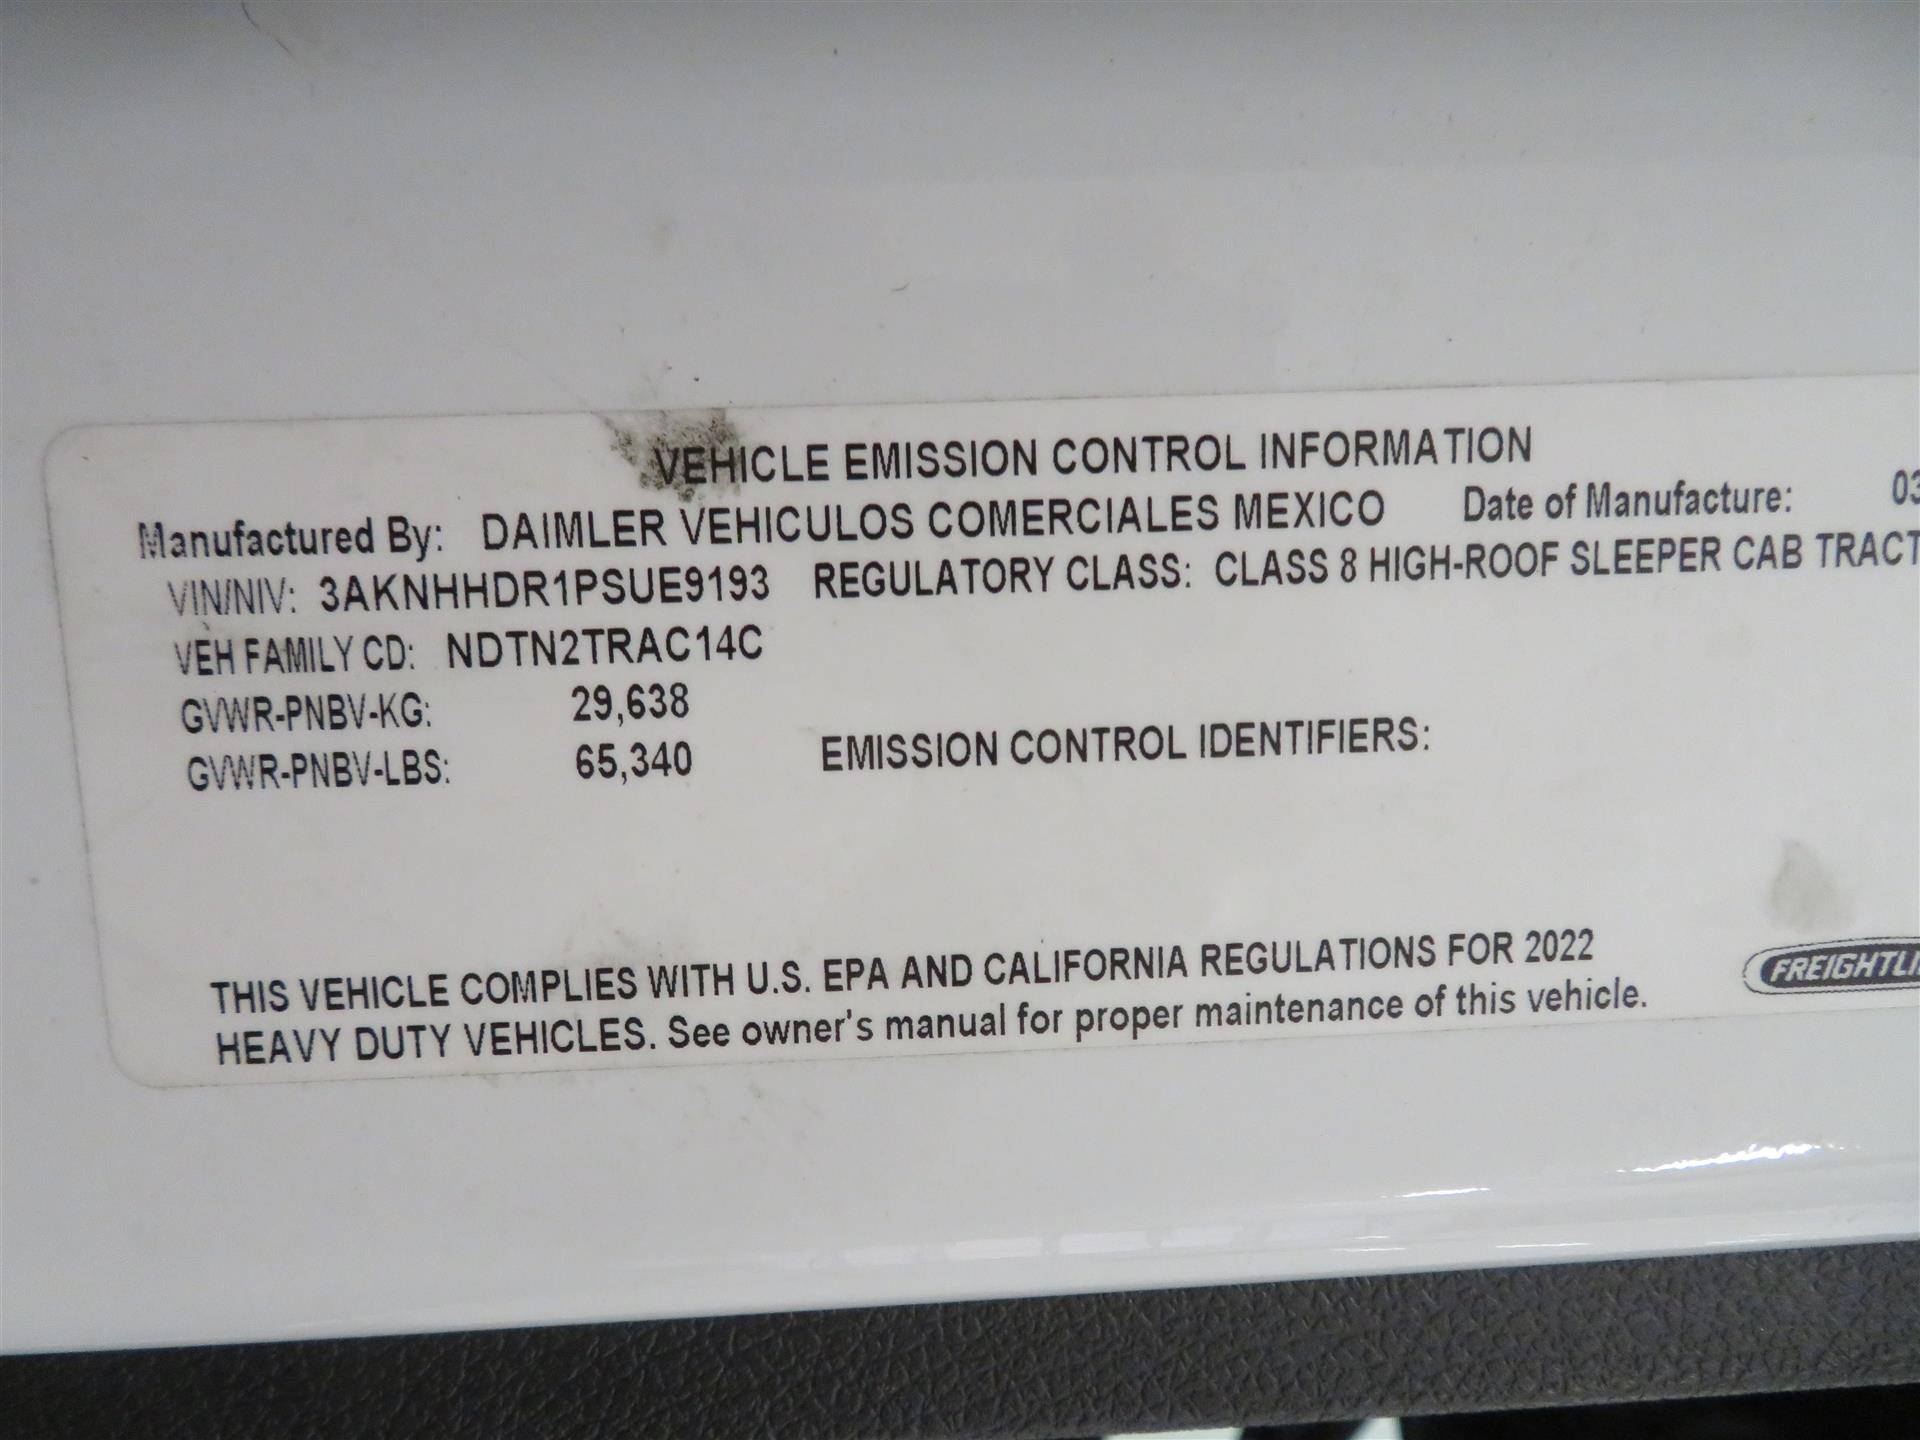 VEHICLE EMISSION CONTROL INFORMATION
Manufactured By: DAIMLER VEHICULOS COMERCIALES MEXICO Date of Manufacture: 03
VIN/NIV: 3AKNHHDR1PSUE9193 REGULATORY CLASS: CLASS 8 HIGH-ROOF SLEEPER CAB TRACT
VEH FAMILY CD: NDTN2TRAC14C
GVWR-PNBV-KG: 29,638
GVWR-PNBV-LBS: 65,340 EMISSION CONTROL IDENTIFIERS:
THIS VEHICLE COMPLIES WITH U.S. EPA AND CALIFORNIA REGULATIONS FOR 2022
HEAVY DUTY VEHICLES. See owner's manual for proper maintenance of this vehicle.
FREIGHTLI